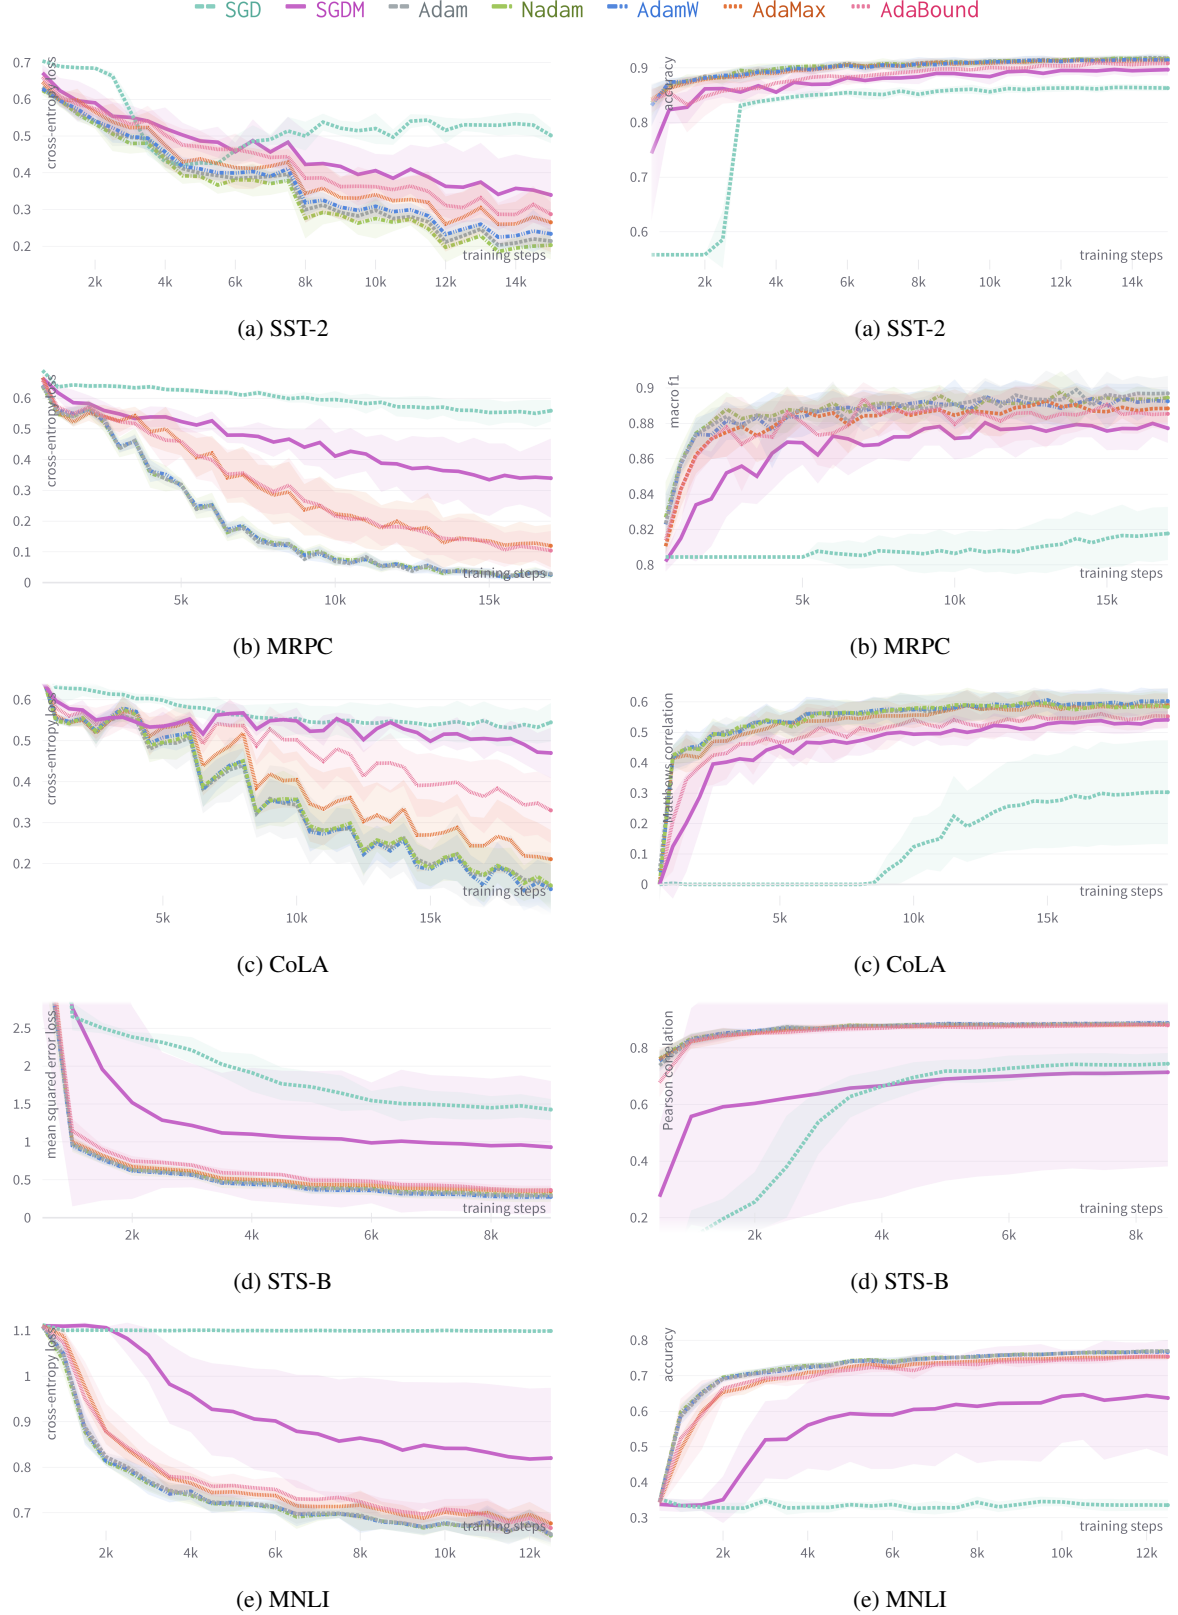 SGD SGDM Adam Nadam AdamW AdaMax AdaBound
cross-entropy loss
0.7
0.6
0.5
0.4
0.3
0.2
training steps
2k 4k 6k 8k 10k 12k 14k
(a) SST-2
accuracy
0.9
0.8
0.7
0.6
training steps
2k 4k 6k 8k 10k 12k 14k
(a) SST-2
cross-entropy loss
0.6
0.5
0.4
0.3
0.2
0.1
0
training steps
5k 10k 15k
(b) MRPC
macro f1
0.9
0.88
0.86
0.84
0.82
0.8
training steps
5k 10k 15k
(b) MRPC
cross-entropy loss
0.6
0.5
0.4
0.3
0.2
training steps
5k 10k 15k
(c) CoLA
Matthews correlation
0.6
0.5
0.4
0.3
0.2
0.1
0
training steps
5k 10k 15k
(c) CoLA
mean squared error loss
2.5
2
1.5
1
0.5
0
training steps
2k 4k 6k 8k
(d) STS-B
Pearson correlation
0.8
0.6
0.4
0.2
training steps
2k 4k 6k 8k
(d) STS-B
cross-entropy loss
1.1
1
0.9
0.8
0.7
training steps
2k 4k 6k 8k 10k 12k
(e) MNLI
accuracy
0.8
0.7
0.6
0.5
0.4
0.3
training steps
2k 4k 6k 8k 10k 12k
(e) MNLI